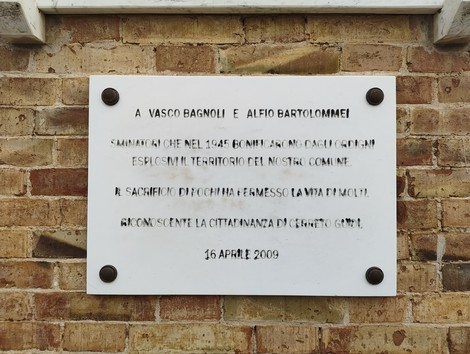 A VASCO BAGNOLI E ALFIO BARTOLOMMEI
SMINATORI CHE NEL 1945 BONIFICARONO DAGLI ORDIGNI
ESPLOSIVI IL TERRITORIO DEL NOSTRO COMUNE.
IL SACRIFICIO DI POCHI HA PERMESSO LA VITA DI MOLTI.
RICONOSCENTE LA CITTADINANZA DI CERRETO GUIDI.
16 APRILE 2009